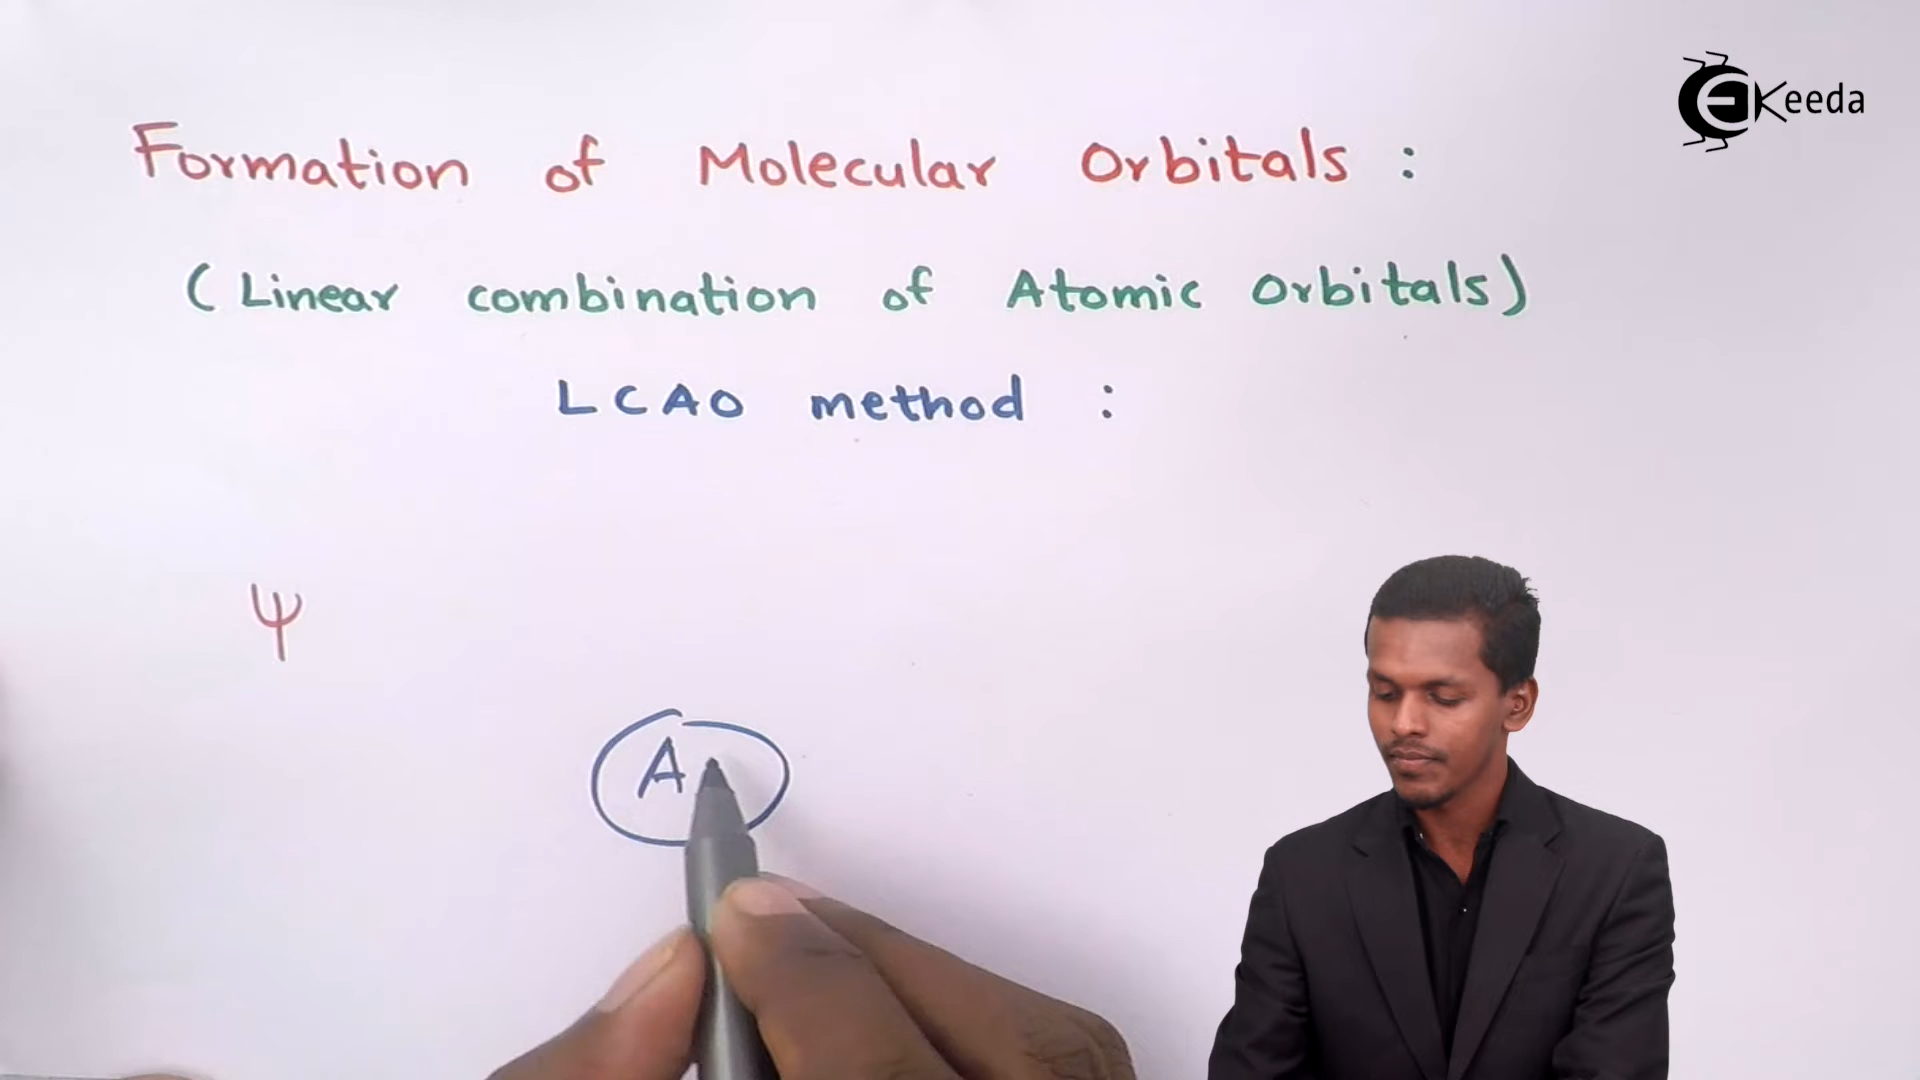 EKeeda
Formation of Molecular Orbitals :
(Linear combination of Atomic Orbitals)
LCAO method :
ψ
A